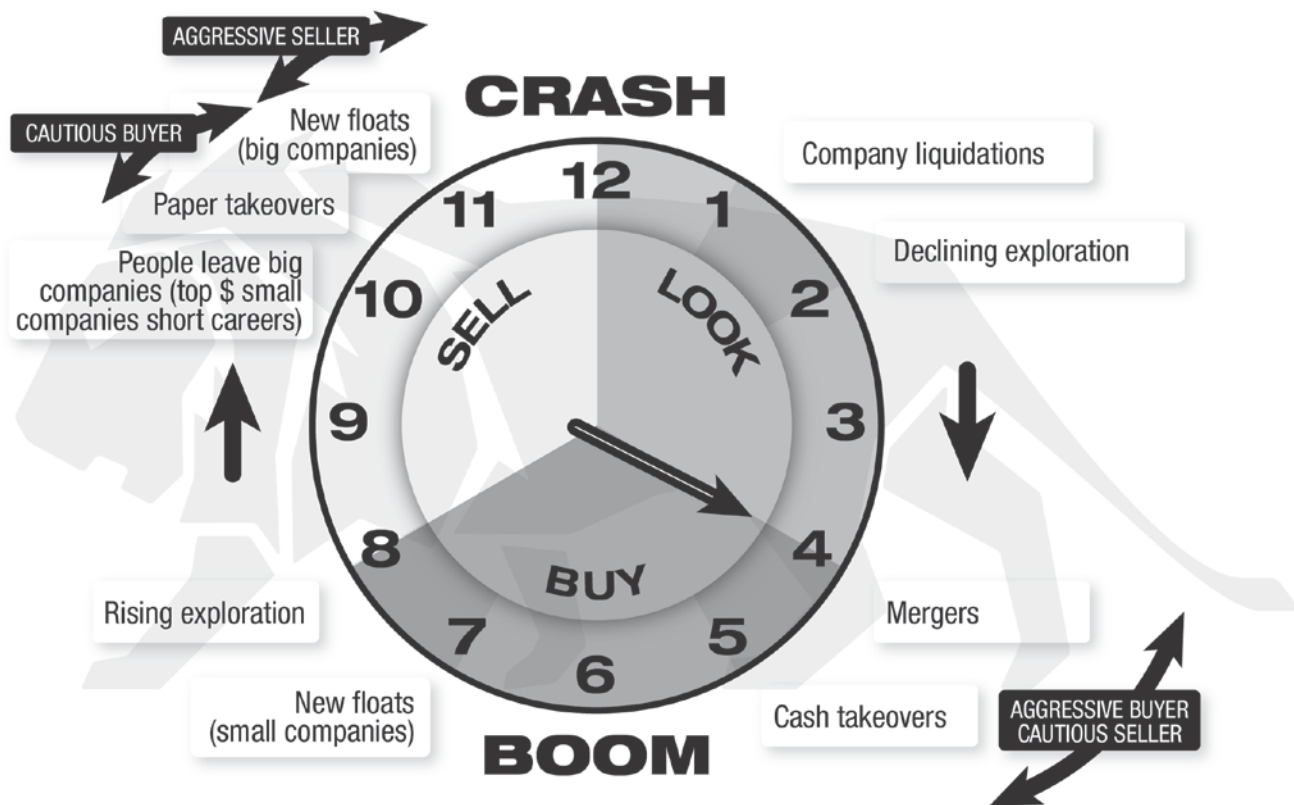 AGGRESSIVE SELLER
CAUTIOUS BUYER
New floats
(big companies)
Paper takeovers
People leave big
companies (top $ small
companies short careers)
CRASH
Company liquidations
Declining exploration
12
1
2
3
4
5
6
7
8
9
10
11
SELL
LOOK
BUY
Rising exploration
New floats
(small companies)
BOOM
Mergers
Cash takeovers
AGGRESSIVE BUYER
CAUTIOUS SELLER